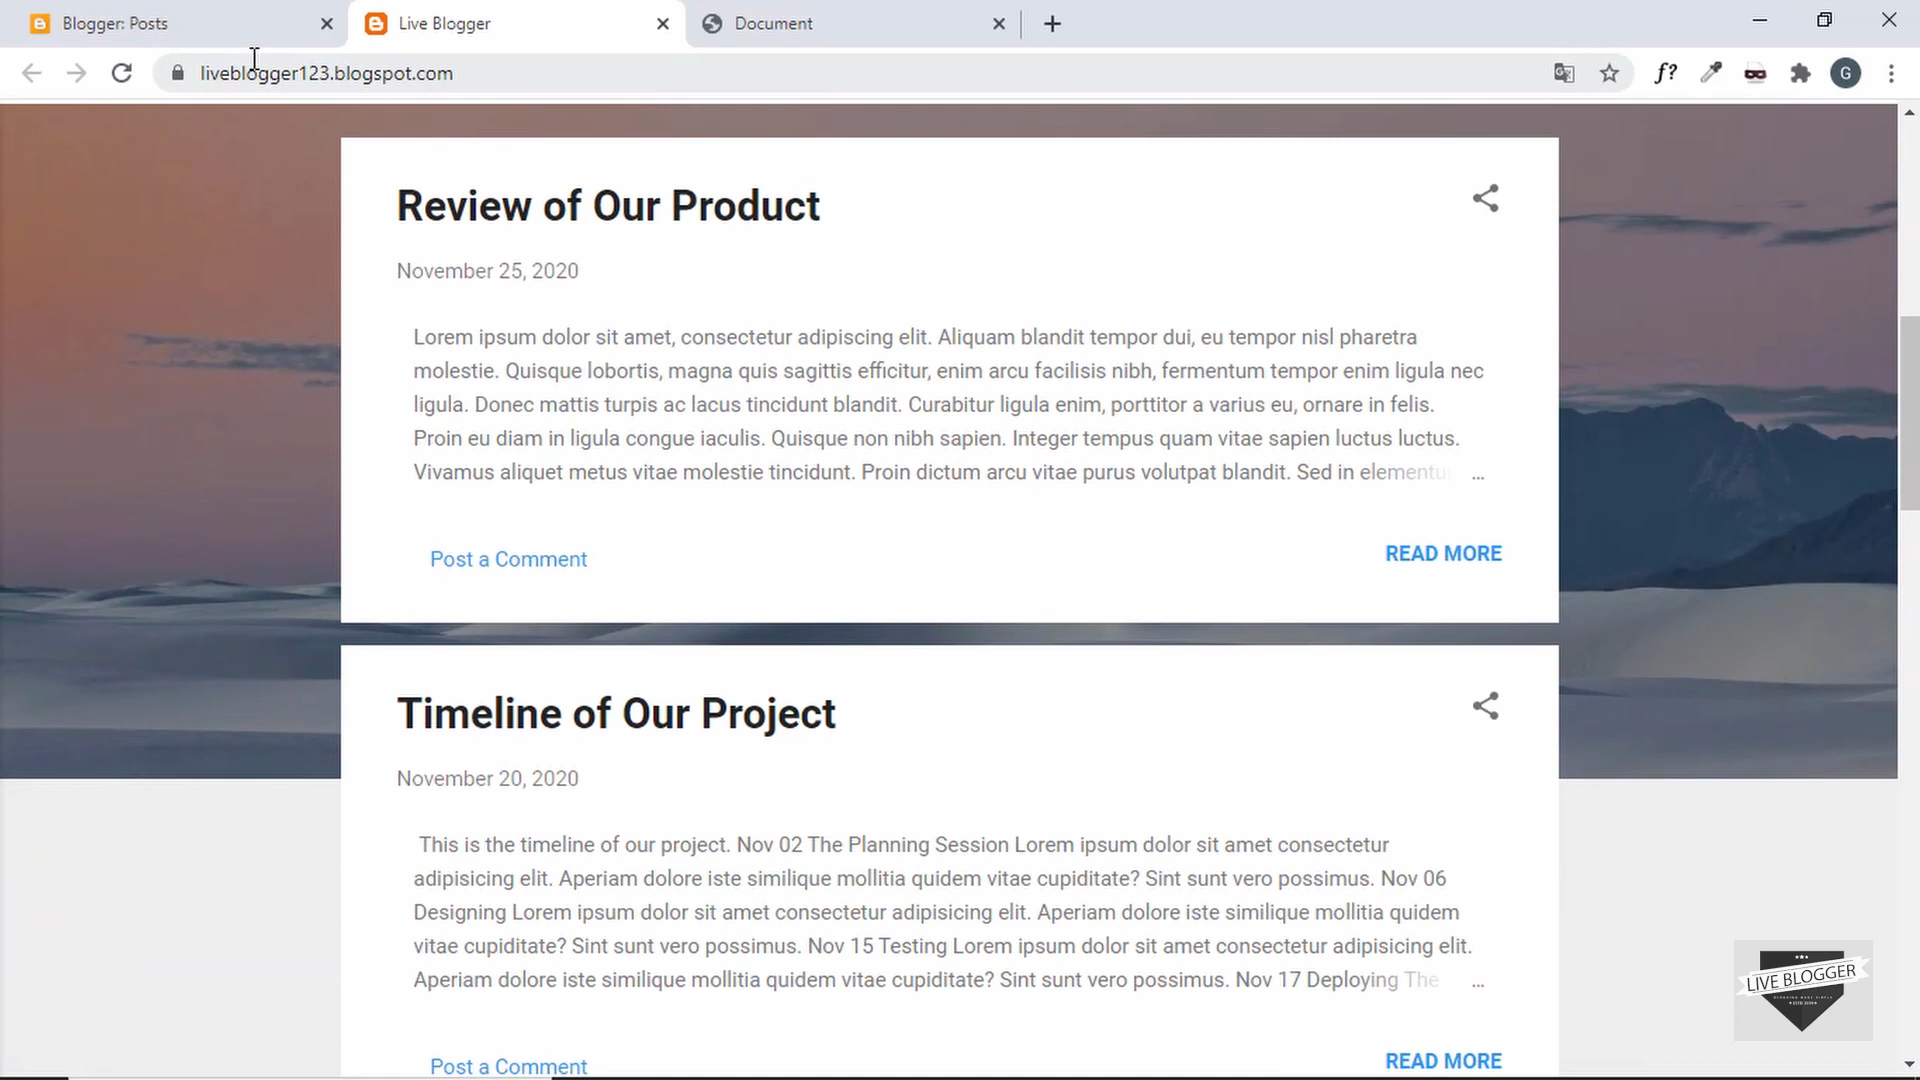 Blogger: Posts
Live Blogger
Document
liveblogger123.blogspot.com
f?
G
Review of Our Product
November 25, 2020
Lorem ipsum dolor sit amet, consectetur adipiscing elit. Aliquam blandit tempor dui, eu tempor nisl pharetra
molestie. Quisque lobortis, magna quis sagittis efficitur, enim arcu facilisis nibh, fermentum tempor enim ligula nec
ligula. Donec mattis turpis ac lacus tincidunt blandit. Curabitur ligula enim, porttitor a varius eu, ornare in felis.
Proin eu diam in ligula congue iaculis. Quisque non nibh sapien. Integer tempus quam vitae sapien luctus luctus.
Vivamus aliquet metus vitae molestie tincidunt. Proin dictum arcu vitae purus volutpat blandit. Sed in elementu ...
Post a Comment
READ MORE
Timeline of Our Project
November 20, 2020
This is the timeline of our project. Nov 02 The Planning Session Lorem ipsum dolor sit amet consectetur
adipisicing elit. Aperiam dolore iste similique mollitia quidem vitae cupiditate? Sint sunt vero possimus. Nov 06
Designing Lorem ipsum dolor sit amet consectetur adipisicing elit. Aperiam dolore iste similique mollitia quidem
vitae cupiditate? Sint sunt vero possimus. Nov 15 Testing Lorem ipsum dolor sit amet consectetur adipisicing elit.
Aperiam dolore iste similique mollitia quidem vitae cupiditate? Sint sunt vero possimus. Nov 17 Deploying The ...
Post a Comment
READ MORE
LIVE BLOGGER